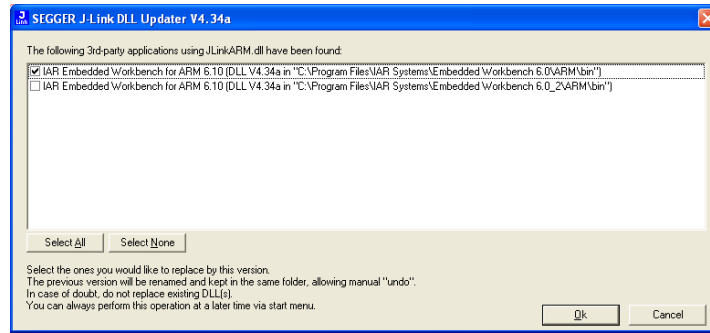 J
Link
SEGGER J-Link DLL Updater V4.34a
The following 3rd-party applications using JLinkARM.dll have been found:
IAR Embedded Workbench for ARM 6.10 (DLL V4.34a in "C:\Program Files\IAR Systems\Embedded Workbench 6.0\ARM\bin")
IAR Embedded Workbench for ARM 6.10 (DLL V4.34a in "C:\Program Files\IAR Systems\Embedded Workbench 6.0_2\ARM\bin")
Select All Select None
Select the ones you would like to replace by this version.
The previous version will be renamed and kept in the same folder, allowing manual "undo".
In case of doubt, do not replace existing DLL(s).
You can always perform this operation at a later time via start menu.
Ok Cancel